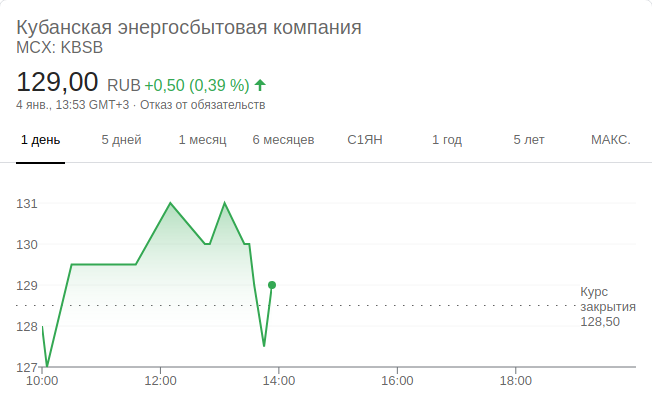 Кубанская энергосбытовая компания
MCX: KBSB
129,00 RUB +0,50 (0,39 %)
4 янв., 13:53 GMT+3 · Отказ от обязательств
1 день 5 дней 1 месяц 6 месяцев С1ЯН 1 год 5 лет МАКС.
131
130
129
128
127
Курс
закрытия
128,50
10:00 12:00 14:00 16:00 18:00